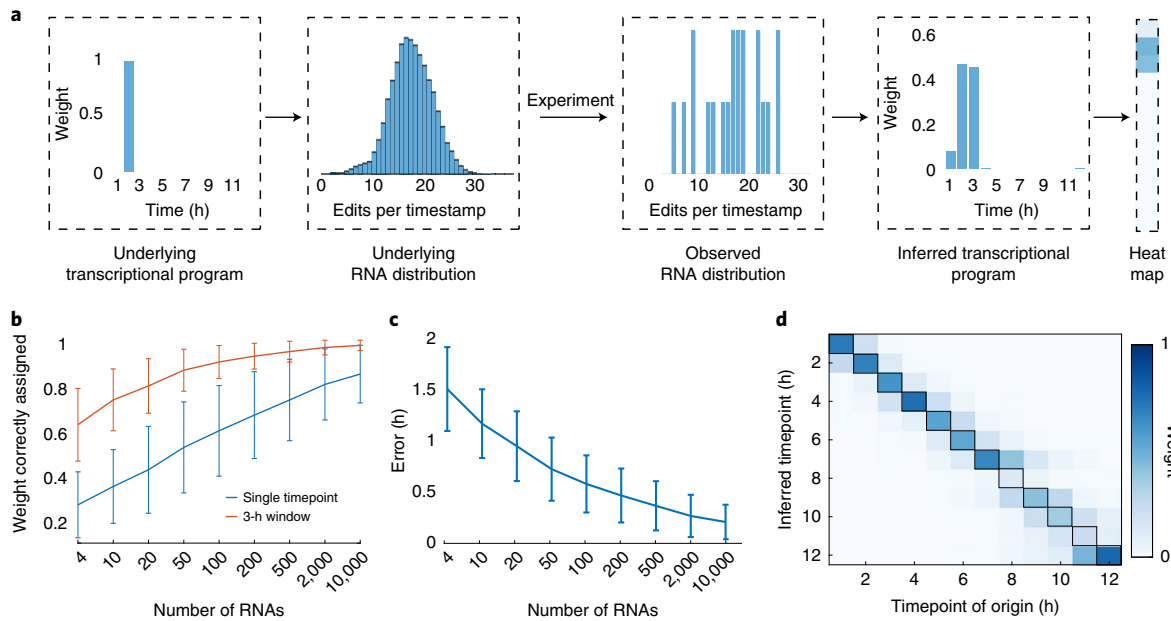 a
Weight
1
0.5
0
1 3 5 7 9 11
Time (h)
Underlying
transcriptional program
0 10 20 30
Edits per timestamp
Underlying
RNA distribution
Experiment
0 10 20 30
Edits per timestamp
Observed
RNA distribution
Weight
0.6
0.4
0.2
0
1 3 5 7 9 11
Time (h)
Inferred transcriptional
program
Heat
map
b
Weight correctly assigned
1
0.8
0.6
0.4
0.2
Single timepoint
3-h window
4 10 20 50 100 200 500 2,000 10,000
Number of RNAs
c
Error (h)
2
1.5
1
0.5
0
4 10 20 50 100 200 500 2,000 10,000
Number of RNAs
d
Inferred timepoint (h)
2
4
6
8
10
12
2 4 6 8 10 12
Timepoint of origin (h)
1
Weight
0